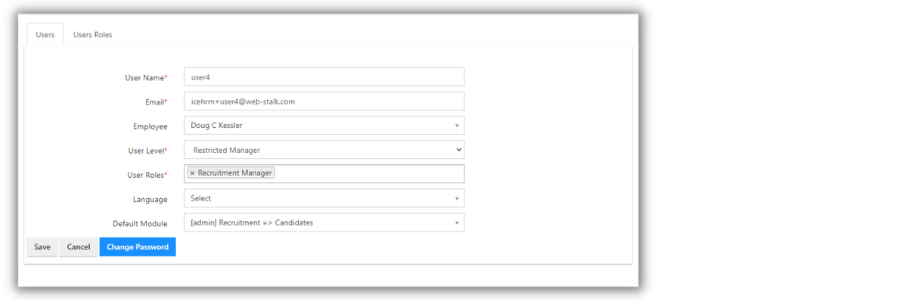 Users Users Roles
User Name* user4
Email* icehrm+user4@web-stalk.com
Employee Doug C Kessler
User Level* Restricted Manager
User Roles* × Recruitment Manager
Language Select
Default Module [admin] Recruitment => Candidates
Save Cancel Change Password